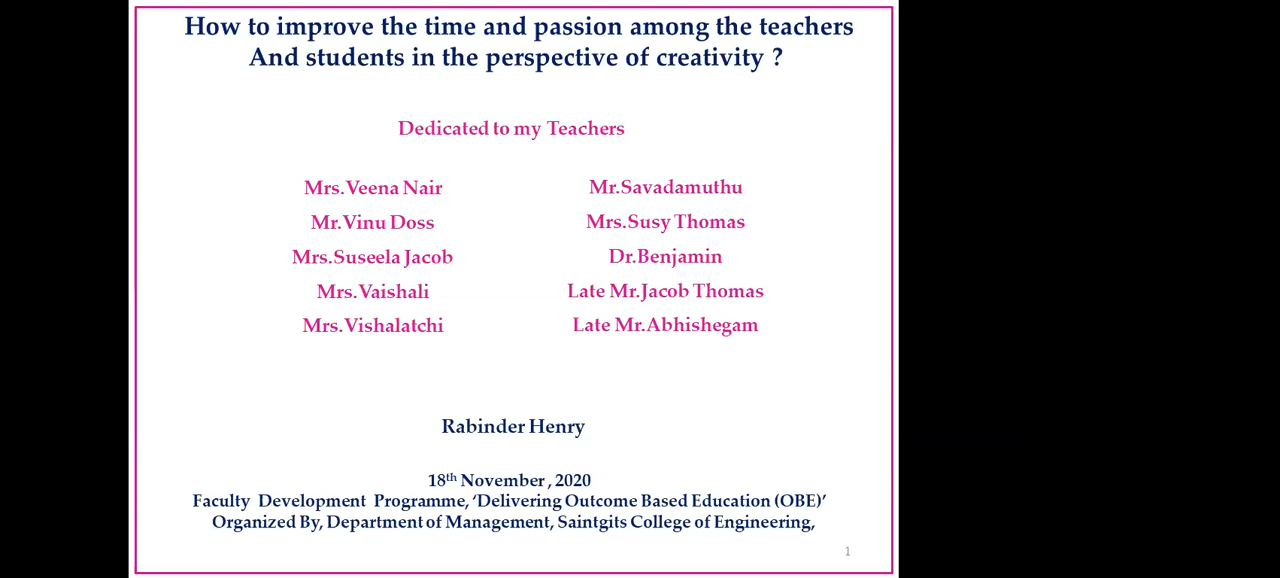 How to improve the time and passion among the teachers
And students in the perspective of creativity ?
Dedicated to my Teachers
Mrs.Veena Nair
Mr.Vinu Doss
Mrs.Suseela Jacob
Mrs.Vaishali
Mrs.Vishalatchi
Mr.Savadamuthu
Mrs.Susy Thomas
Dr.Benjamin
Late Mr.Jacob Thomas
Late Mr.Abhishegam
Rabinder Henry
18th November , 2020
Faculty Development Programme, ‘Delivering Outcome Based Education (OBE)’
Organized By, Department of Management, Saintgits College of Engineering,
1